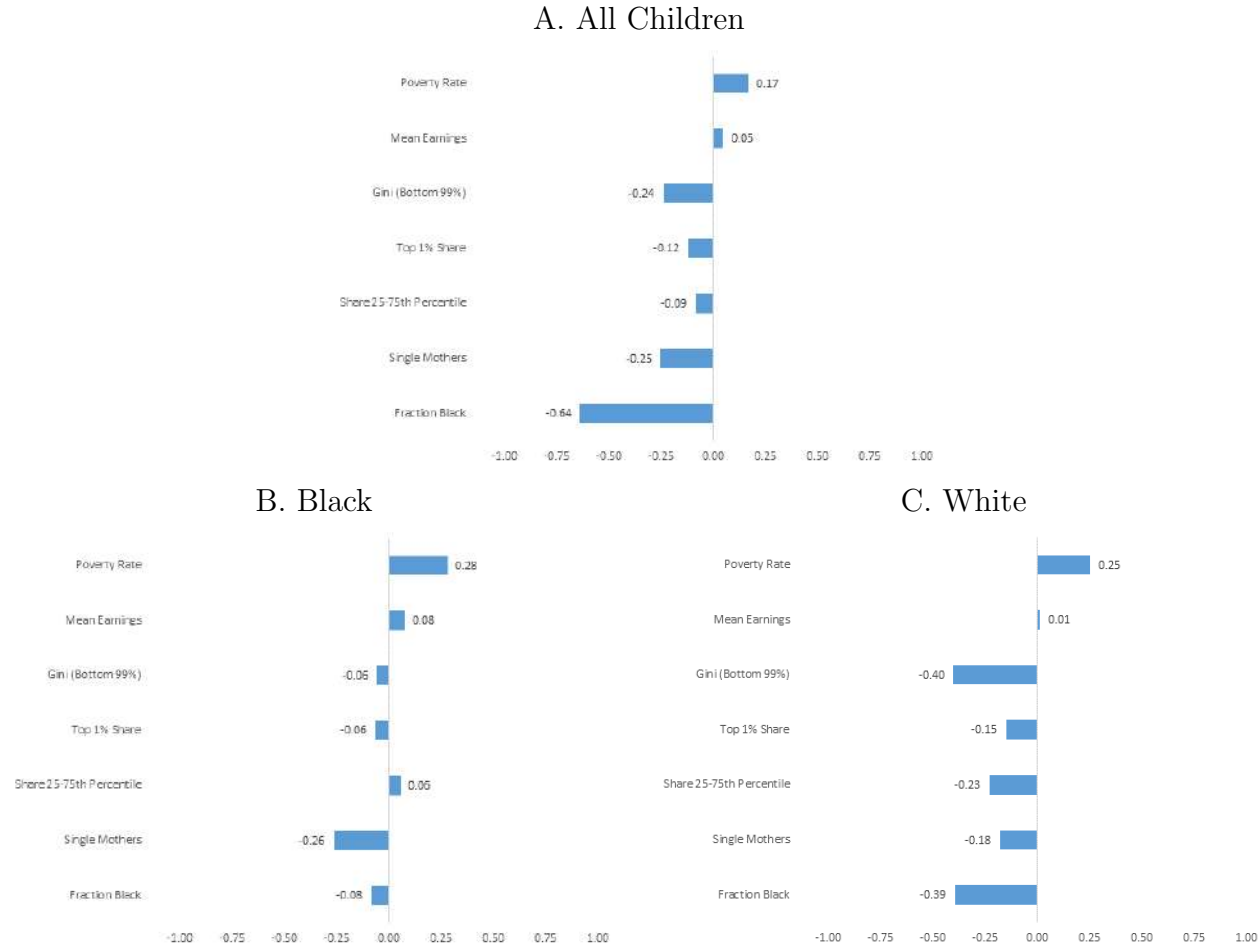 A. All Children
Poverty Rate 0.17
Mean Earnings 0.05
Gini (Bottom 99%) -0.24
Top 1% Share -0.12
Share 25-75th Percentile -0.09
Single Mothers -0.25
Fraction Black -0.64
-1.00 -0.75 -0.50 -0.25 0.00 0.25 0.50 0.75 1.00
B. Black
Poverty Rate 0.28
Mean Earnings 0.08
Gini (Bottom 99%) -0.06
Top 1% Share -0.06
Share 25-75th Percentile 0.06
Single Mothers -0.26
Fraction Black -0.08
-1.00 -0.75 -0.50 -0.25 0.00 0.25 0.50 0.75 1.00
C. White
Poverty Rate 0.25
Mean Earnings 0.01
Gini (Bottom 99%) -0.40
Top 1% Share -0.15
Share 25-75th Percentile -0.23
Single Mothers -0.18
Fraction Black -0.39
-1.00 -0.75 -0.50 -0.25 0.00 0.25 0.50 0.75 1.00